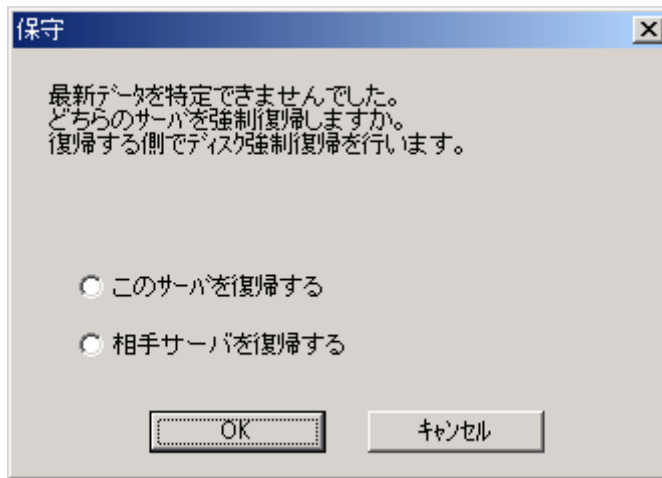 保守
最新ﾃﾞｰﾀを特定できませんでした。
どちらのｻｰﾊﾞを強制復帰しますか。
復帰する側でﾃﾞｨｽｸ強制復帰を行います。
このｻｰﾊﾞを復帰する
相手サーバを復帰する
OK
ｷｬﾝｾﾙ